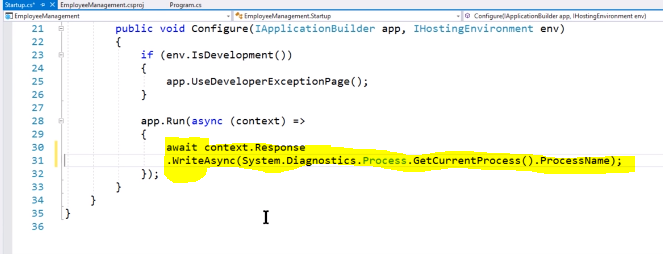 Startup.cs* EmployeeManagement.csproj Program.cs
EmployeeManagement EmployeeManagement.Startup Configure(IApplicationBuilder app, IHostingEnvironment env)
21 public void Configure(IApplicationBuilder app, IHostingEnvironment env)
22 {
23 if (env.IsDevelopment())
24 {
25 app.UseDeveloperExceptionPage();
26 }
27
28 app.Run(async (context) =>
29 {
30 await context.Response
31 .WriteAsync(System.Diagnostics.Process.GetCurrentProcess().ProcessName);
32 });
33 }
34 }
35 }
36